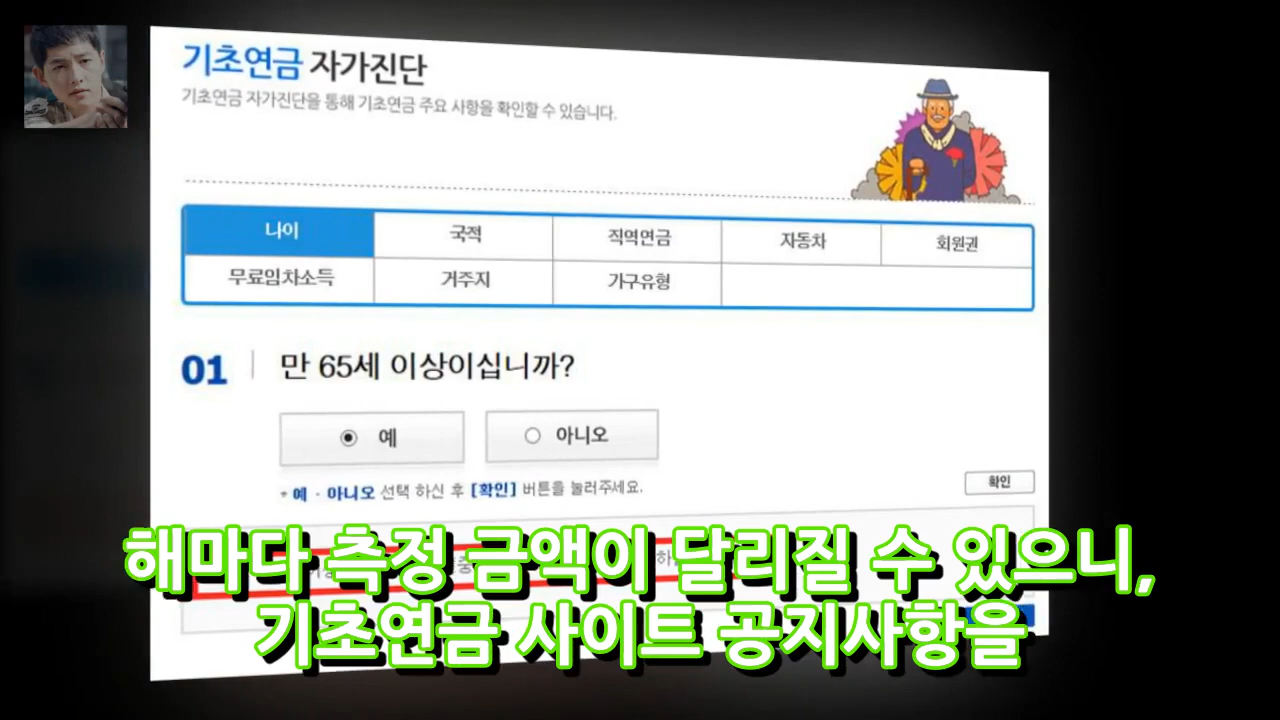 기초연금 자가진단
기초연금 자가진단을 통해 기초연금 주요 사항을 확인할 수 있습니다.
나이 국적 직역연금 자동차 회원권
무료임차소득 거주지 가구유형
01 만 65세 이상이십니까?
예 아니오
* 예 · 아니오 선택 하신 후 [확인] 버튼을 눌러주세요.
확인
해마다 측정 금액이 달리질 수 있으니,
기초연금 사이트 공지사항을